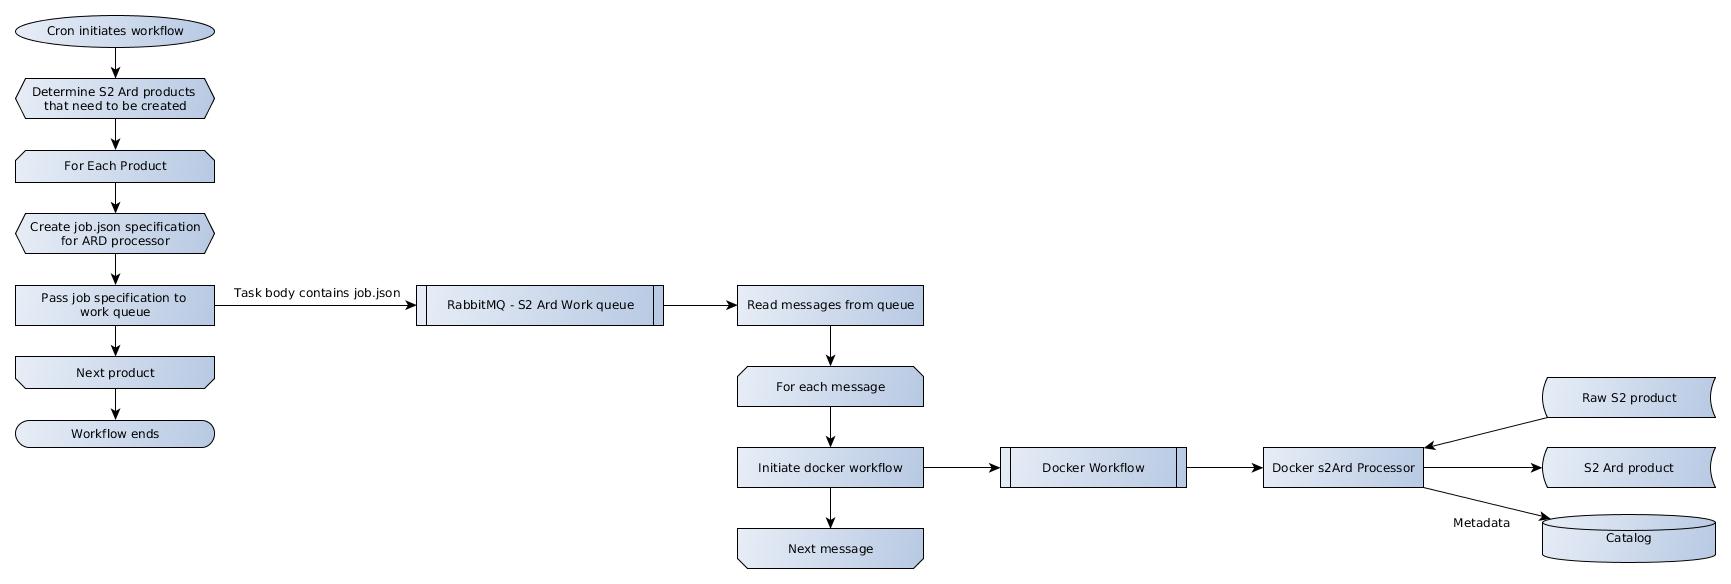 Cron initiates workflow
Determine S2 Ard products
that need to be created
For Each Product
Create job.json specification
for ARD processor
Pass job specification to
work queue
Next product
Workflow ends
Task body contains job.json
RabbitMQ - S2 Ard Work queue
Read messages from queue
For each message
Initiate docker workflow
Next message
Docker Workflow
Docker s2Ard Processor
Raw S2 product
S2 Ard product
Metadata
Catalog